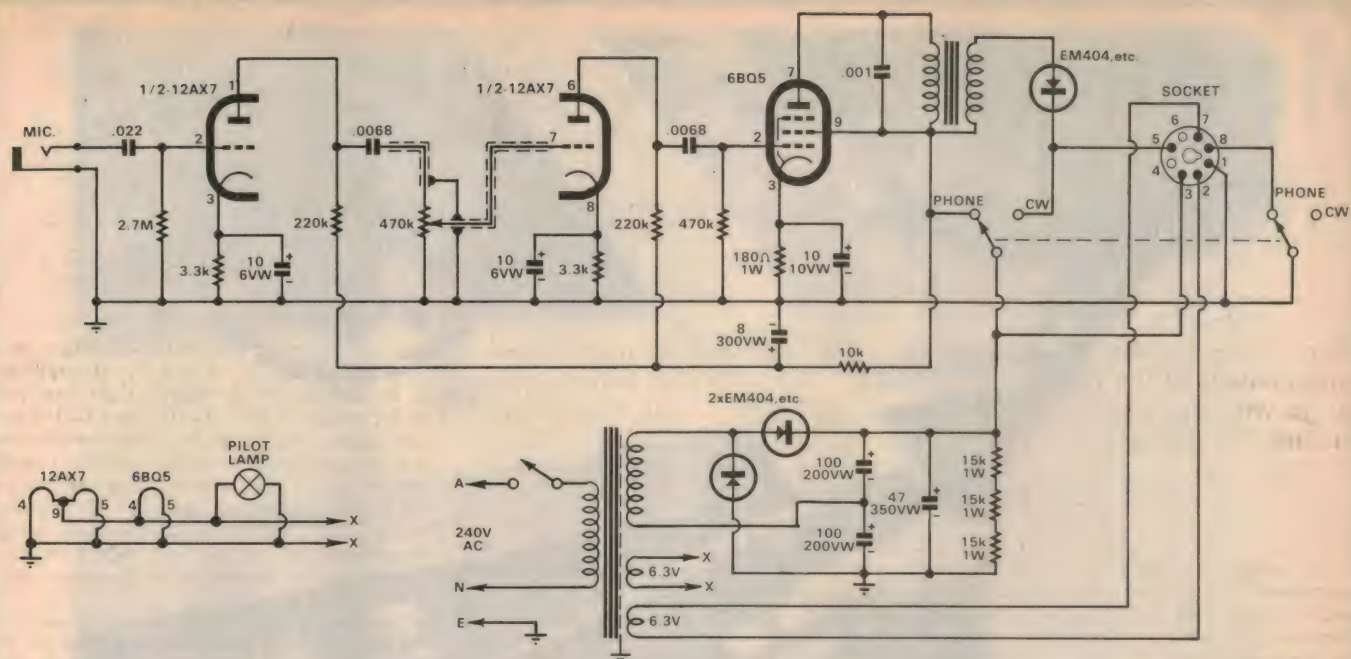 MIC.
.022
2.7M
1/2-12AX7
1
2
3
3.3k
10
6VW
+
-
220k
.0068
470k
1/2-12AX7
6
7
8
10
6VW
+
-
3.3k
220k
.0068
470k
6BQ5
7
2
9
3
180Ω
1W
10
10VW
+
-
8
300VW
-
+
10k
.001
EM404,etc.
SOCKET
6
7
5
8
4
1
3
2
PHONE
CW
PHONE
CW
12AX7
4
9
5
6BQ5
4
5
PILOT
LAMP
X
X
A
240V
AC
N
E
2xEM404,etc.
100
200VW
+
-
100
200VW
+
-
47
350VW
+
-
15k
1W
15k
1W
15k
1W
6.3V
X
X
6.3V